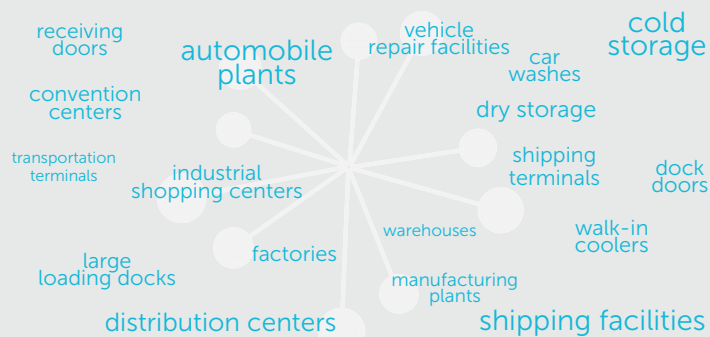 receiving
doors
automobile
plants
vehicle
repair facilities
cold
storage
car
washes
convention
centers
dry storage
transportation
terminals
industrial
shopping centers
shipping
terminals
dock
doors
warehouses
walk-in
coolers
factories
large
loading docks
manufacturing
plants
distribution centers
shipping facilities